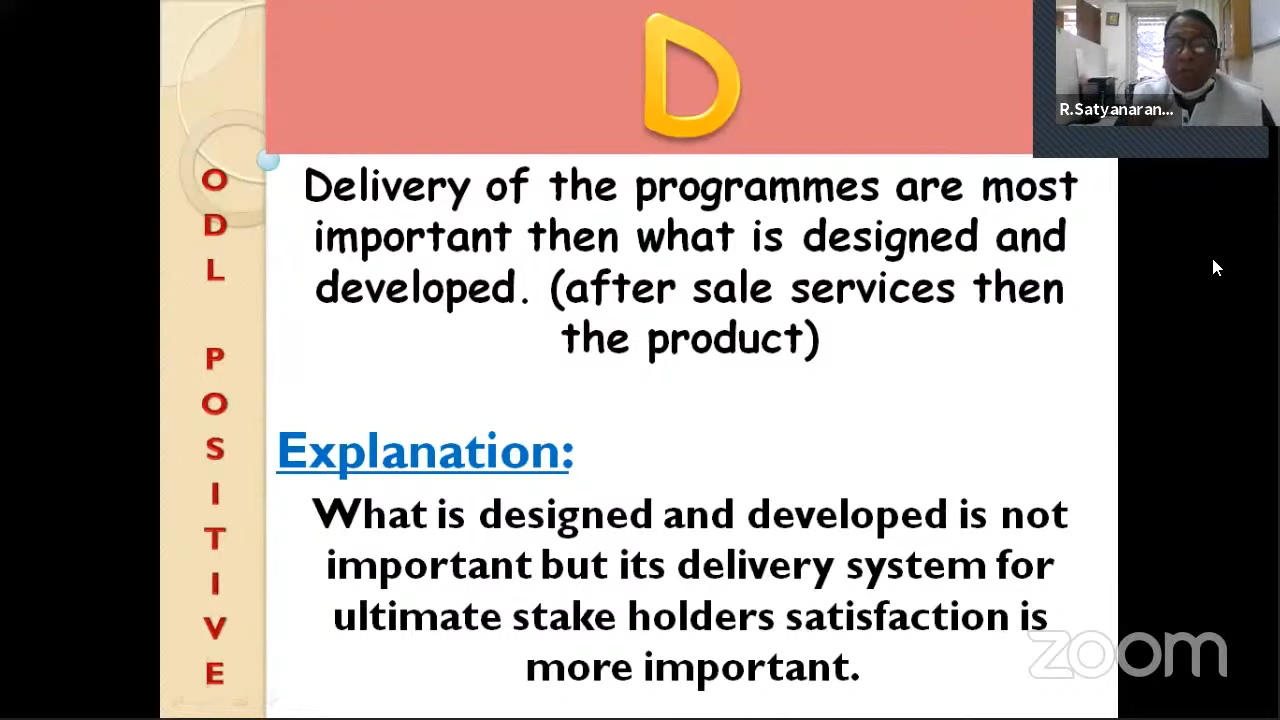 D
R.Satyanaran...
O
D
L
P
O
S
I
T
I
V
E
Delivery of the programmes are most
important then what is designed and
developed. (after sale services then
the product)
Explanation:
What is designed and developed is not
important but its delivery system for
ultimate stake holders satisfaction is
more important.
zoom